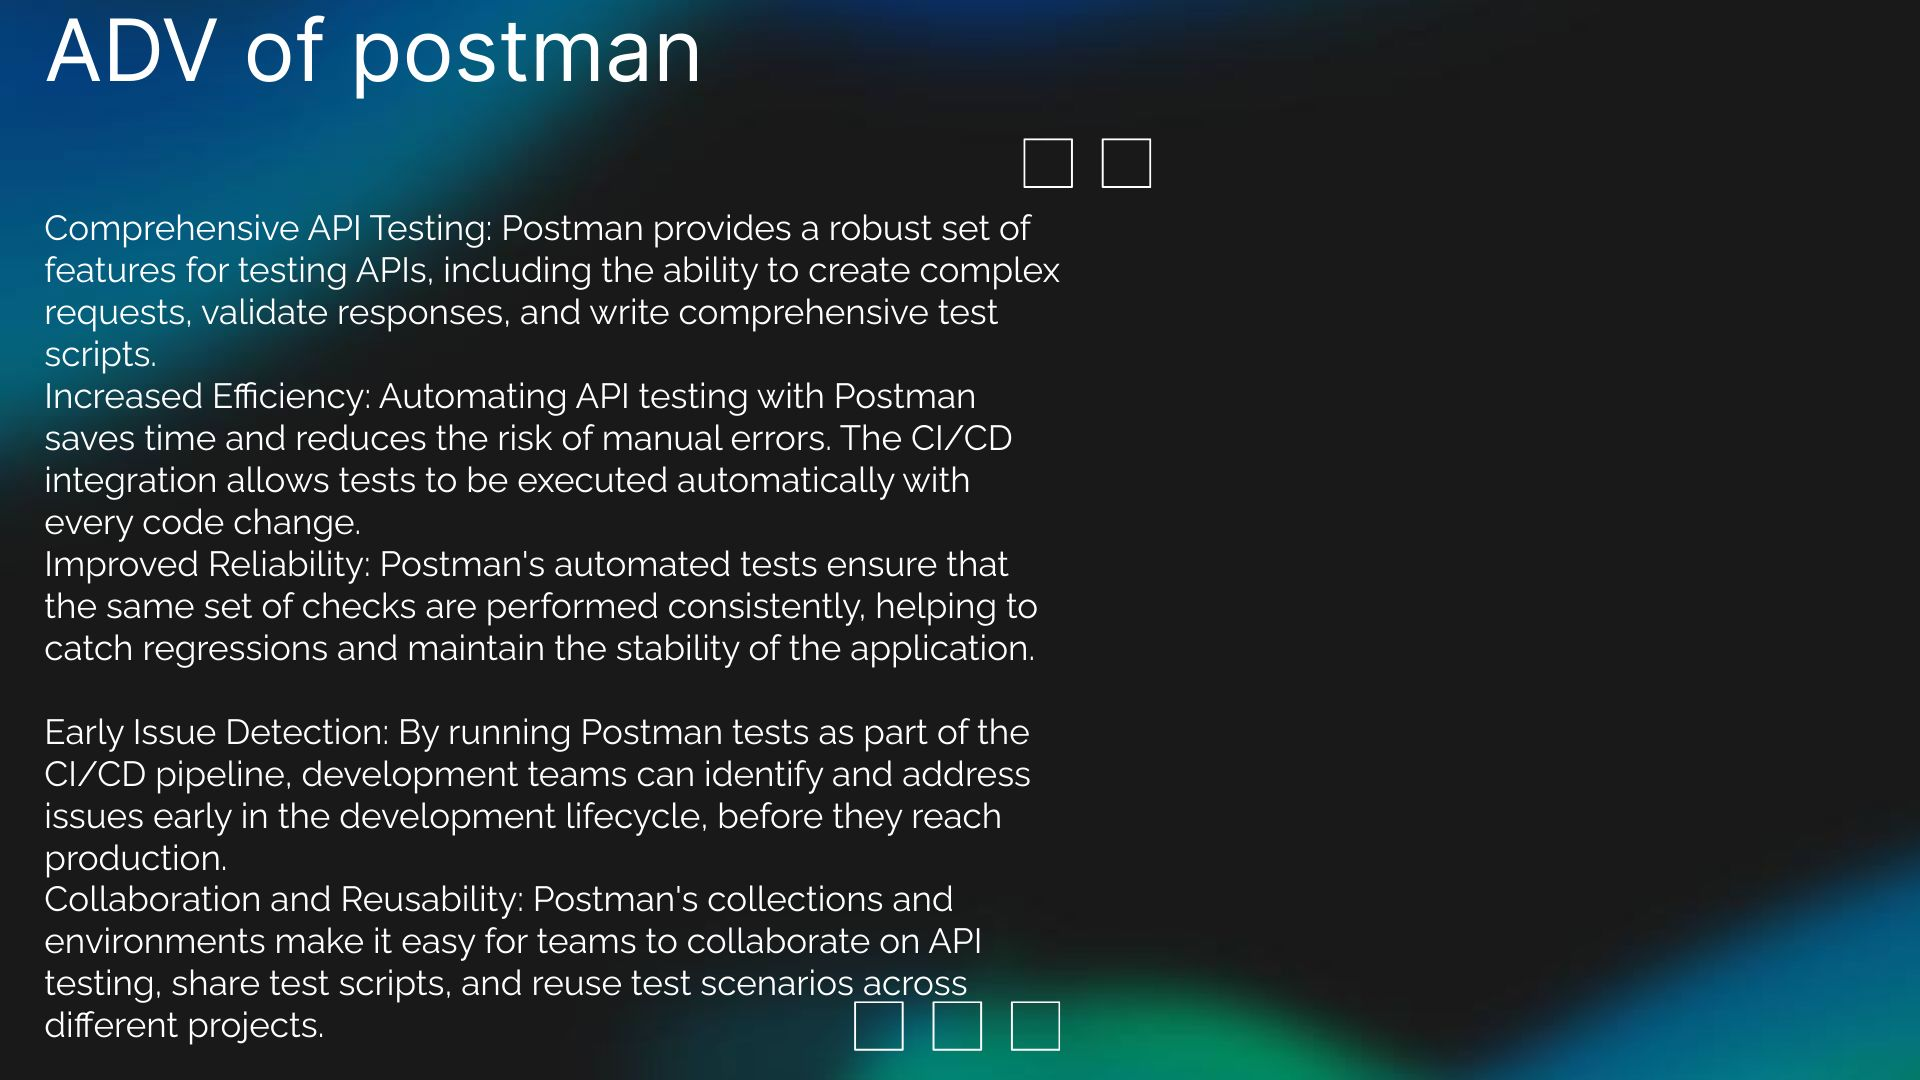 ADV of postman
Comprehensive API Testing: Postman provides a robust set of
features for testing APIs, including the ability to create complex
requests, validate responses, and write comprehensive test
scripts.
Increased Efficiency: Automating API testing with Postman
saves time and reduces the risk of manual errors. The CI/CD
integration allows tests to be executed automatically with
every code change.
Improved Reliability: Postman's automated tests ensure that
the same set of checks are performed consistently, helping to
catch regressions and maintain the stability of the application.
Early Issue Detection: By running Postman tests as part of the
CI/CD pipeline, development teams can identify and address
issues early in the development lifecycle, before they reach
production.
Collaboration and Reusability: Postman's collections and
environments make it easy for teams to collaborate on API
testing, share test scripts, and reuse test scenarios across
different projects.